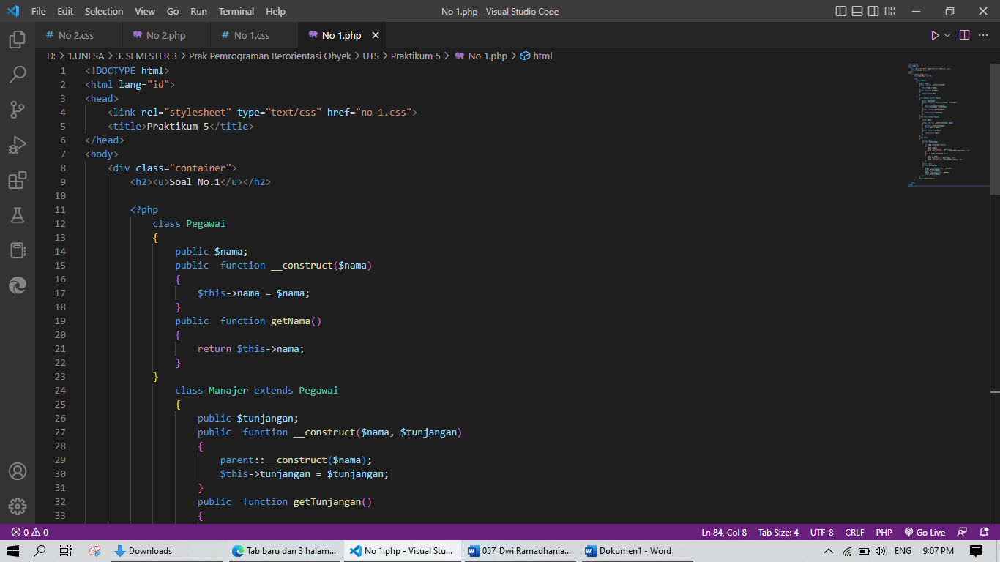 File Edit Selection View Go Run Terminal Help No 1.php - Visual Studio Code
# No 2.css No 2.php # No 1.css No 1.php
D: > 1.UNESA > 3. SEMESTER 3 > Prak Pemrograman Berorientasi Obyek > UTS > Praktikum 5 > No 1.php > html
1 <!DOCTYPE html>
2 <html lang="id">
3 <head>
4 <link rel="stylesheet" type="text/css" href="no 1.css">
5 <title>Praktikum 5</title>
6 </head>
7 <body>
8 <div class="container">
9 <h2><u>Soal No.1</u></h2>
10
11 <?php
12 class Pegawai
13 {
14 public $nama;
15 public  function __construct($nama)
16 {
17 $this->nama = $nama;
18 }
19 public  function getNama()
20 {
21 return $this->nama;
22 }
23 }
24 class Manajer extends Pegawai
25 {
26 public $tunjangan;
27 public  function __construct($nama, $tunjangan)
28 {
29 parent::__construct($nama);
30 $this->tunjangan = $tunjangan;
31 }
32 public  function getTunjangan()
33 {
0 0 Ln 84, Col 8 Tab Size: 4 UTF-8 CRLF PHP Go Live
Downloads Tab baru dan 3 halam... No 1.php - Visual Stu... 057_Dwi Ramadhania... Dokumen1 - Word ENG 9:07 PM